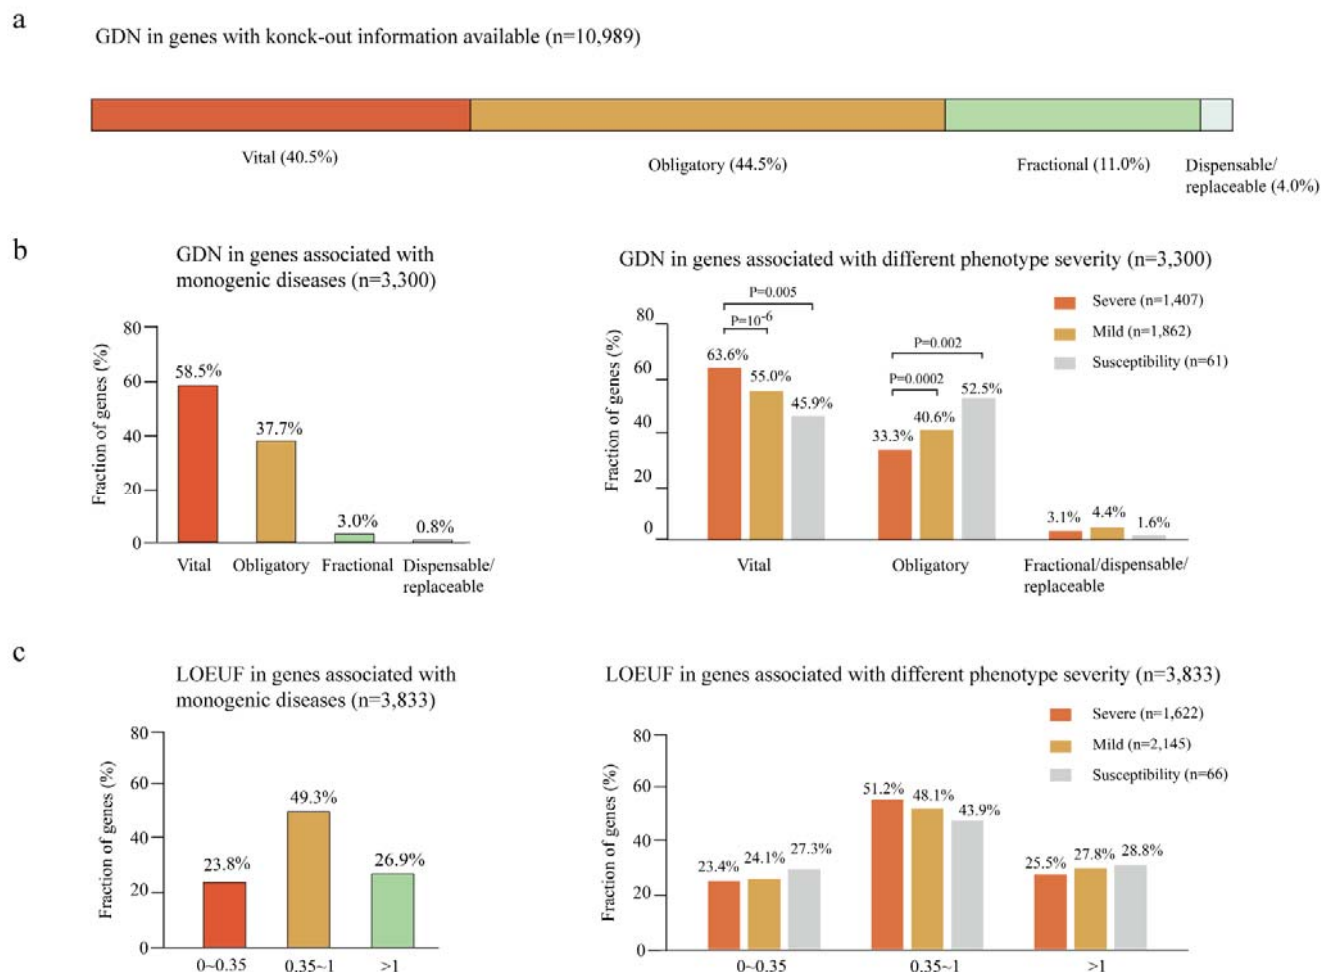 a
GDN in genes with konck-out information available (n=10,989)
Vital (40.5%)
Obligatory (44.5%)
Fractional (11.0%)
Dispensable/
replaceable (4.0%)
b
GDN in genes associated with
monogenic diseases (n=3,300)
Fraction of genes (%)
80
60
40
20
0
58.5%
37.7%
3.0%
0.8%
Vital
Obligatory
Fractional
Dispensable/
replaceable
GDN in genes associated with different phenotype severity (n=3,300)
Severe (n=1,407)
Mild (n=1,862)
Susceptibility (n=61)
Fraction of genes (%)
80
60
40
20
0
P=0.005
P=10-6
63.6%
55.0%
45.9%
P=0.002
P=0.0002
33.3%
40.6%
52.5%
3.1%
4.4%
1.6%
Vital
Obligatory
Fractional/dispensable/
replaceable
c
LOEUF in genes associated with
monogenic diseases (n=3,833)
Fraction of genes (%)
80
60
40
20
0
23.8%
49.3%
26.9%
0~0.35
0.35~1
>1
LOEUF in genes associated with different phenotype severity (n=3,833)
Severe (n=1,622)
Mild (n=2,145)
Susceptibility (n=66)
Fraction of genes (%)
80
60
40
20
0
23.4%
24.1%
27.3%
51.2%
48.1%
43.9%
25.5%
27.8%
28.8%
0~0.35
0.35~1
>1